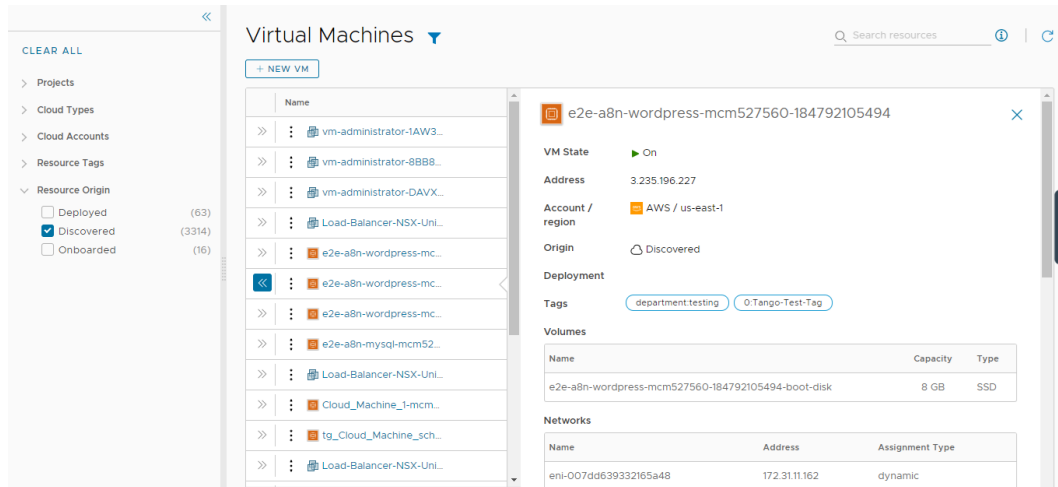 CLEAR ALL
Projects
Cloud Types
Cloud Accounts
Resource Tags
Resource Origin
Deployed (63)
Discovered (3314)
Onboarded (16)
Virtual Machines
Search resources
+ NEW VM
Name
vm-administrator-1AW3...
vm-administrator-8BB8...
vm-administrator-DAVX...
Load-Balancer-NSX-Uni...
e2e-a8n-wordpress-mc...
e2e-a8n-wordpress-mc...
e2e-a8n-wordpress-mc...
e2e-a8n-mysql-mcm52...
Load-Balancer-NSX-Uni...
Cloud_Machine_1-mcm...
tg_Cloud_Machine_sch...
Load-Balancer-NSX-Uni...
e2e-a8n-wordpress-mcm527560-184792105494
VM State On
Address 3.235.196.227
Account / region AWS / us-east-1
Origin Discovered
Deployment
Tags department:testing 0:Tango-Test-Tag
Volumes
Name Capacity Type
e2e-a8n-wordpress-mcm527560-184792105494-boot-disk 8 GB SSD
Networks
Name Address Assignment Type
eni-007dd639332165a48 172.31.11.162 dynamic